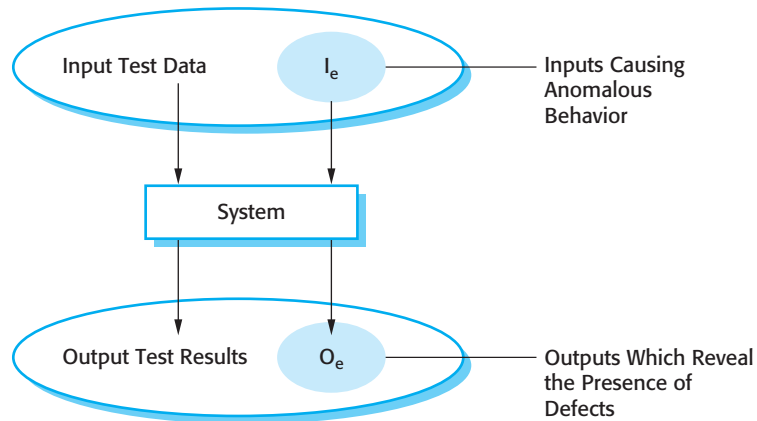 Input Test Data
Iₑ
Inputs Causing
Anomalous
Behavior
System
Output Test Results
Oₑ
Outputs Which Reveal
the Presence of
Defects